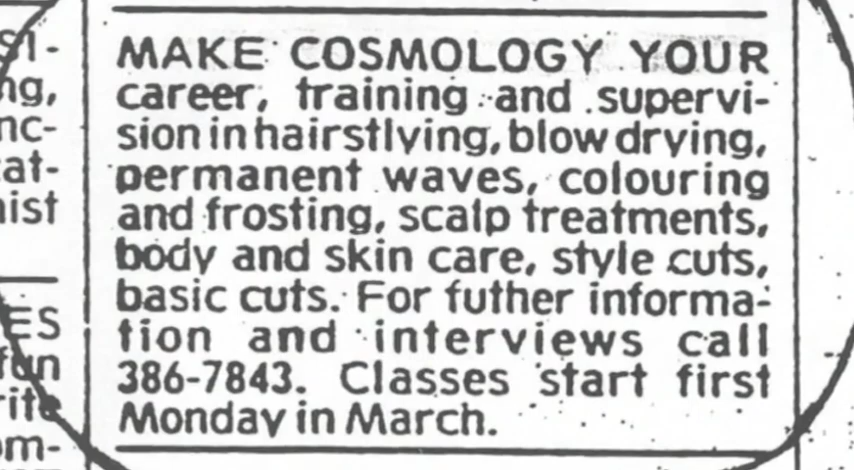 MAKE COSMOLOGY YOUR
career, training and supervi-
sion in hairstlying, blow drying,
permanent waves, colouring
and frosting, scalp treatments,
body and skin care, style cuts,
basic cuts. For futher informa-
tion and interviews call
386-7843. Classes start first
Monday in March.